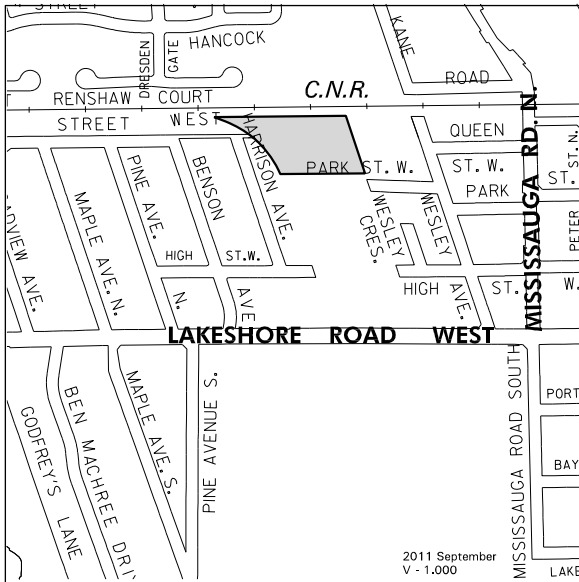 STREET
HANCOCK
DRESDEN
GATE
KANE
ROAD
C.N.R.
RENSHAW COURT
STREET WEST
QUEEN
HARRISON AVE.
PARK ST. W.
ST. W.
PARK
ST.
ST. N.
PETER
MISSISSAUGA RD. N.
PINE AVE.
BENSON
MAPLE AVE. N.
AVE.
WESLEY
CRES.
WESLEY
AVE.
HIGH ST.W.
HIGH ST. W.
N.
AVE
LAKESHORE ROAD WEST
MAPLE AVE. S.
PINE AVENUE S.
BEN MACHREE
GODFREY'S LANE
MISSISSAUGA ROAD SOUTH
PORT
BAY
2011 September
V - 1.000
LAKE